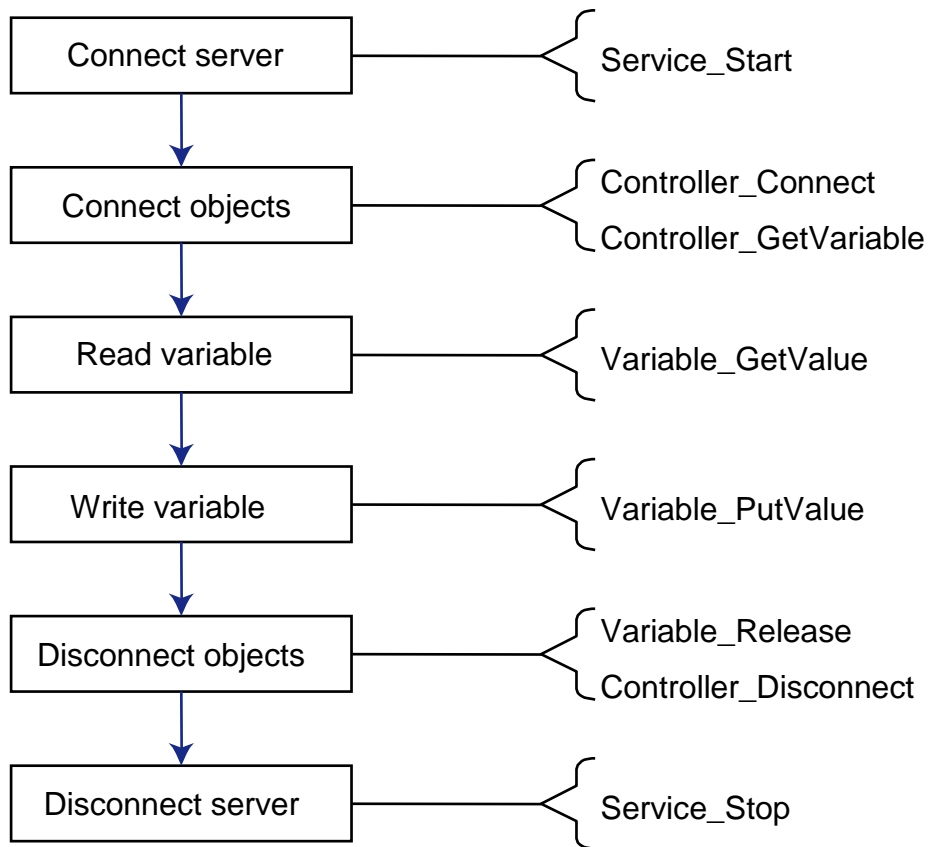 Connect server
Service_Start
Connect objects
Controller_Connect
Controller_GetVariable
Read variable
Variable_GetValue
Write variable
Variable_PutValue
Disconnect objects
Variable_Release
Controller_Disconnect
Disconnect server
Service_Stop